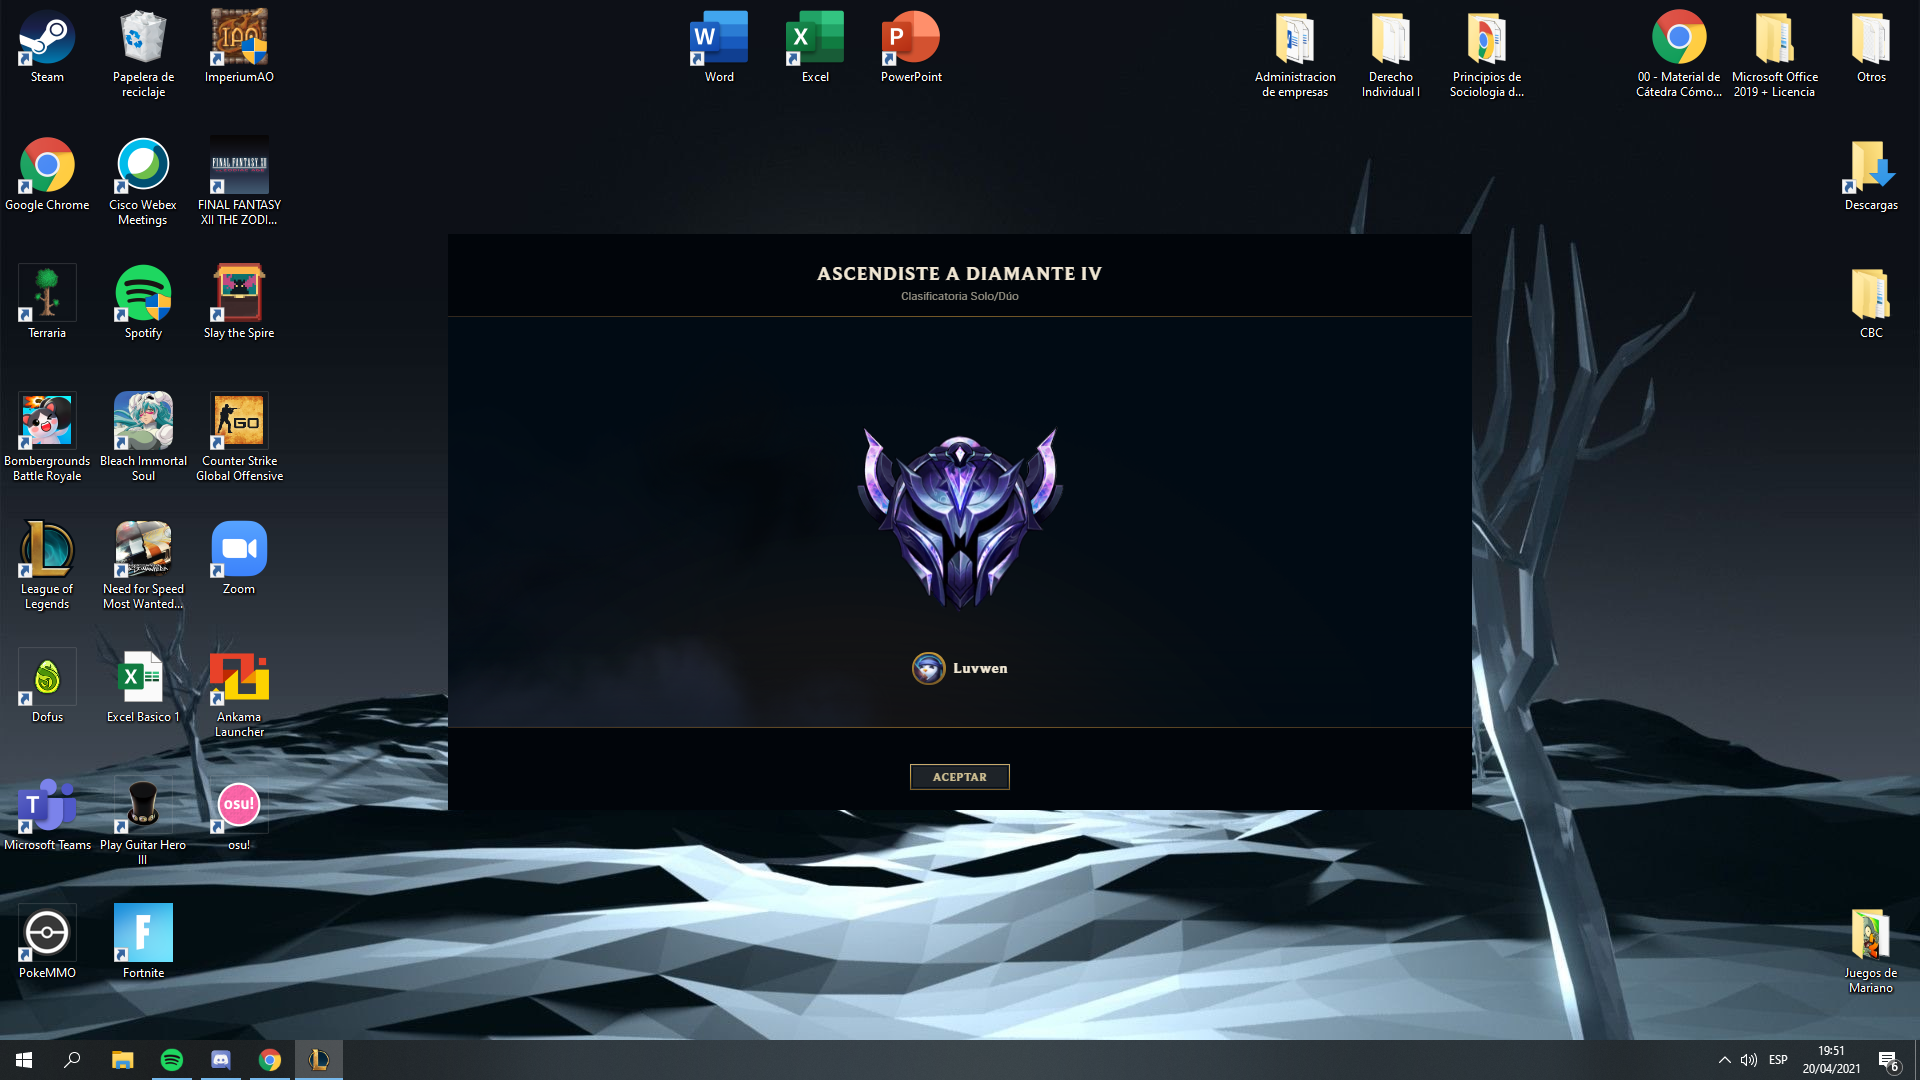 Steam
Papelera de
reciclaje
ImperiumAO
Word
Excel
PowerPoint
Administracion
de empresas
Derecho
Individual I
Principios de
Sociologia d...
00 - Material de
Cátedra Cómo...
Microsoft Office
2019 + Licencia
Otros
Google Chrome
Cisco Webex
Meetings
FINAL FANTASY XII
FINAL FANTASY
XII THE ZODI...
Descargas
Terraria
Spotify
Slay the Spire
CBC
ASCENDISTE A DIAMANTE IV
Clasificatoria Solo/Dúo
Bombergrounds
Battle Royale
Bleach Immortal
Soul
GO
Counter Strike
Global Offensive
League of
Legends
Need for Speed
Most Wanted...
Zoom
Luvwen
Dofus
Excel Basico 1
Ankama
Launcher
ACEPTAR
Microsoft Teams
Play Guitar Hero
III
osu!
osu!
PokeMMO
Fortnite
Juegos de
Mariano
ESP
19:51
20/04/2021
6